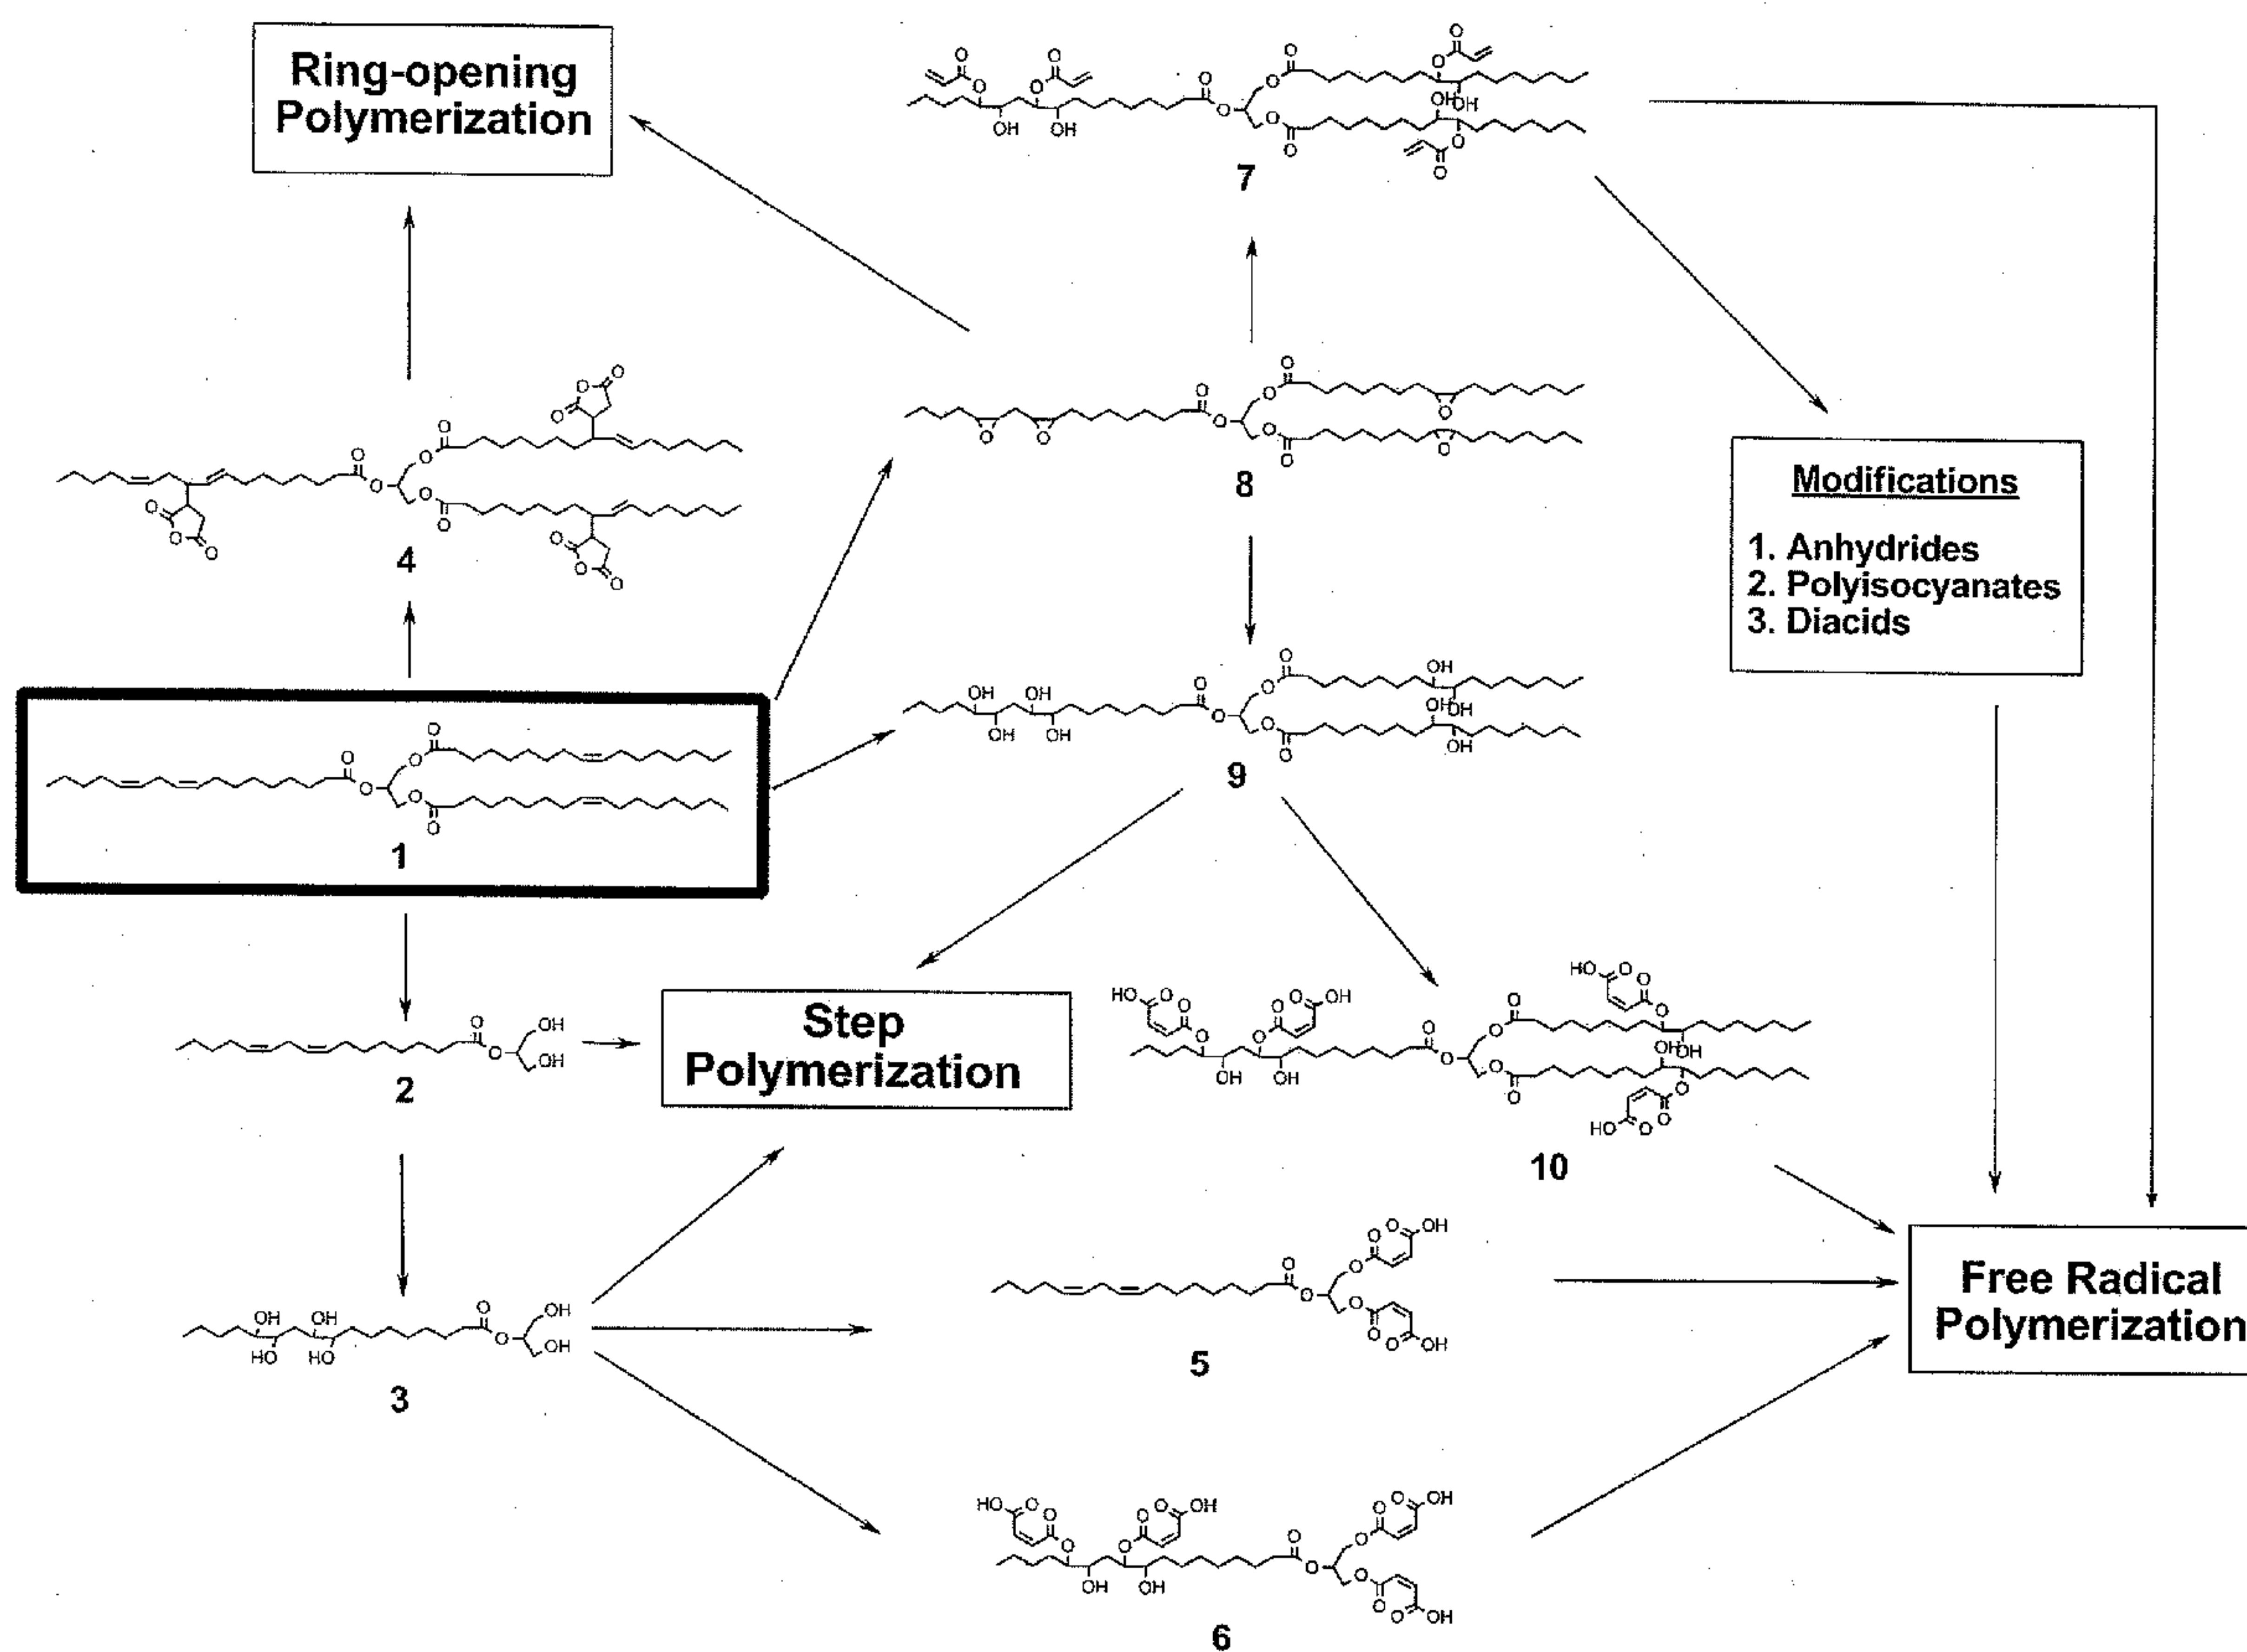 Ring-opening
Polymerization
7
4
8
Modifications
1. Anhydrides
2. Polyisocyanates
3. Diacids
1
9
2
Step
Polymerization
10
3
5
Free Radical
Polymerization
6